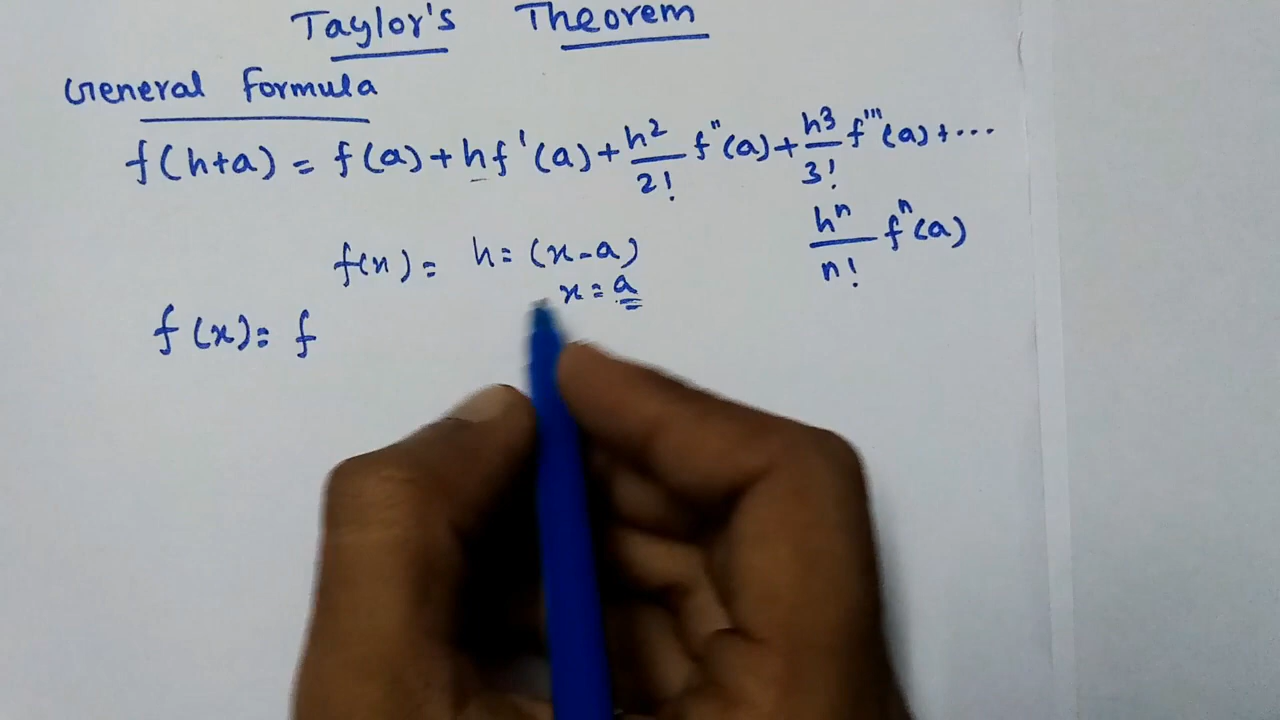 Taylor's Theorem
General formula
f(h+a) = f(a) + hf'(a) + h²/2! f''(a) + h³/3! f'''(a) + ...
hⁿ/n! fⁿ(a)
f(x) = h = (x-a)
x = a
f(x) = f